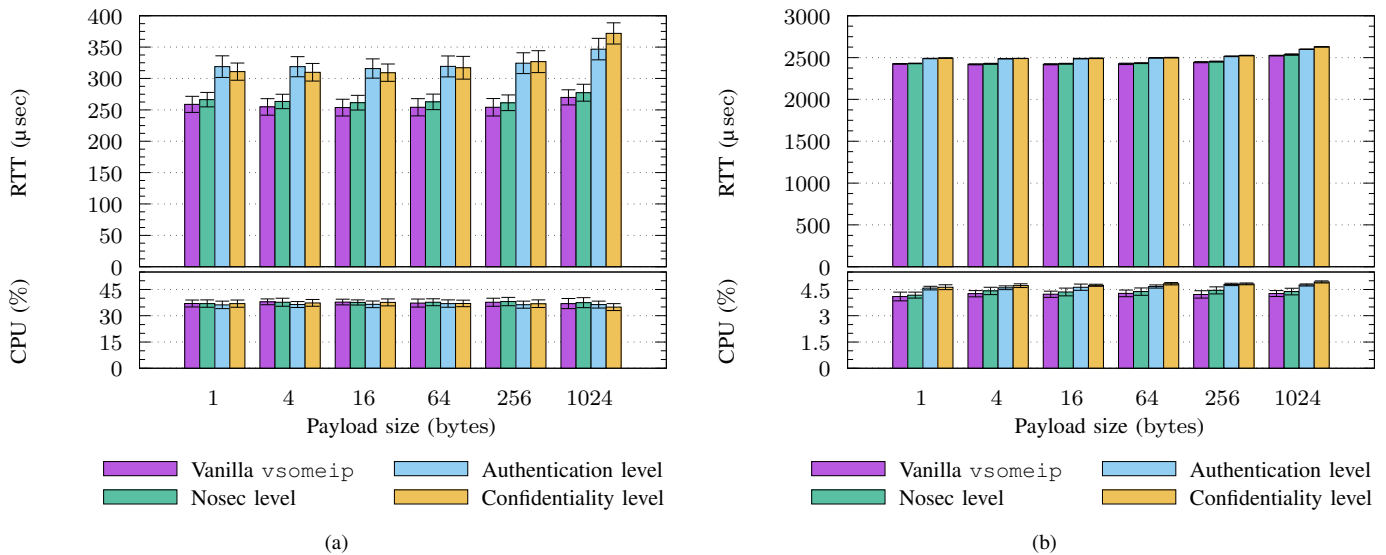 400
350
300
250
200
150
100
50
0
RTT (µ sec)
45
30
15
0
CPU (%)
1 4 16 64 256 1024
Payload size (bytes)
Vanilla vsomeip
Nosec level
Authentication level
Confidentiality level
(a)
3000
2500
2000
1500
1000
500
0
RTT (µ sec)
4.5
3
1.5
0
CPU (%)
1 4 16 64 256 1024
Payload size (bytes)
Vanilla vsomeip
Nosec level
Authentication level
Confidentiality level
(b)